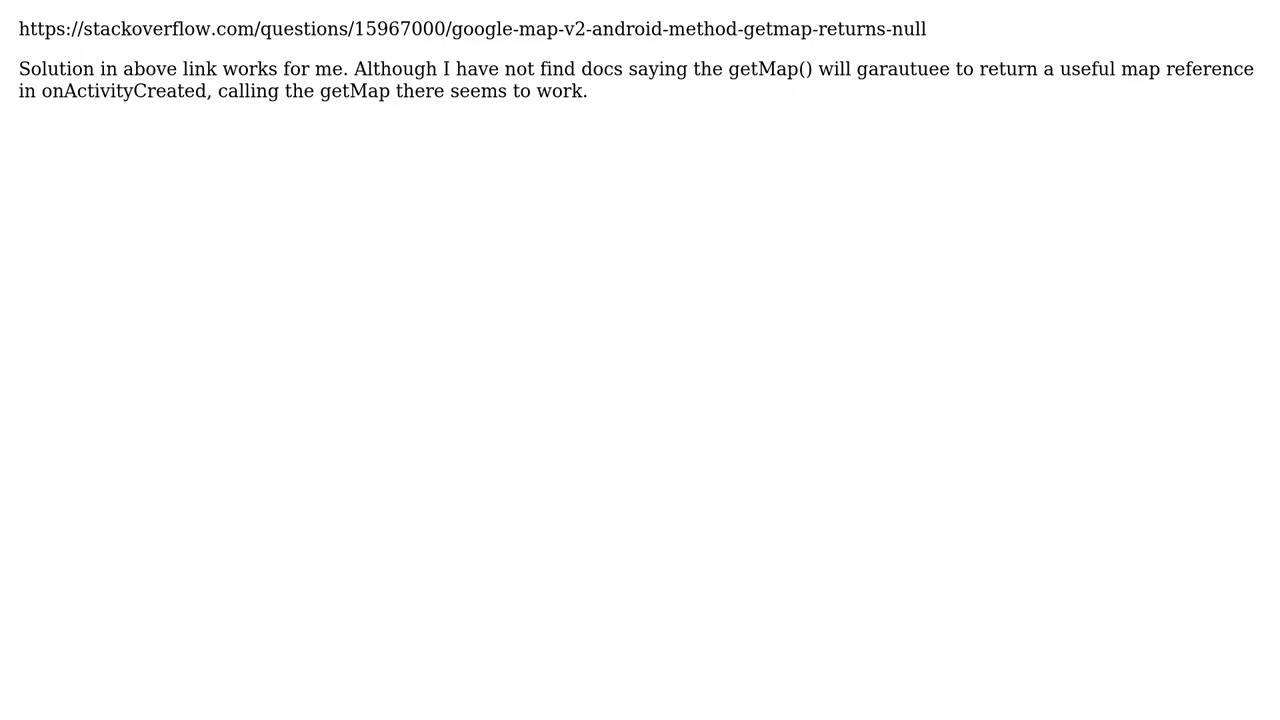 https://stackoverflow.com/questions/15967000/google-map-v2-android-method-getmap-returns-null
Solution in above link works for me. Although I have not find docs saying the getMap() will garautuee to return a useful map reference
in onActivityCreated, calling the getMap there seems to work.